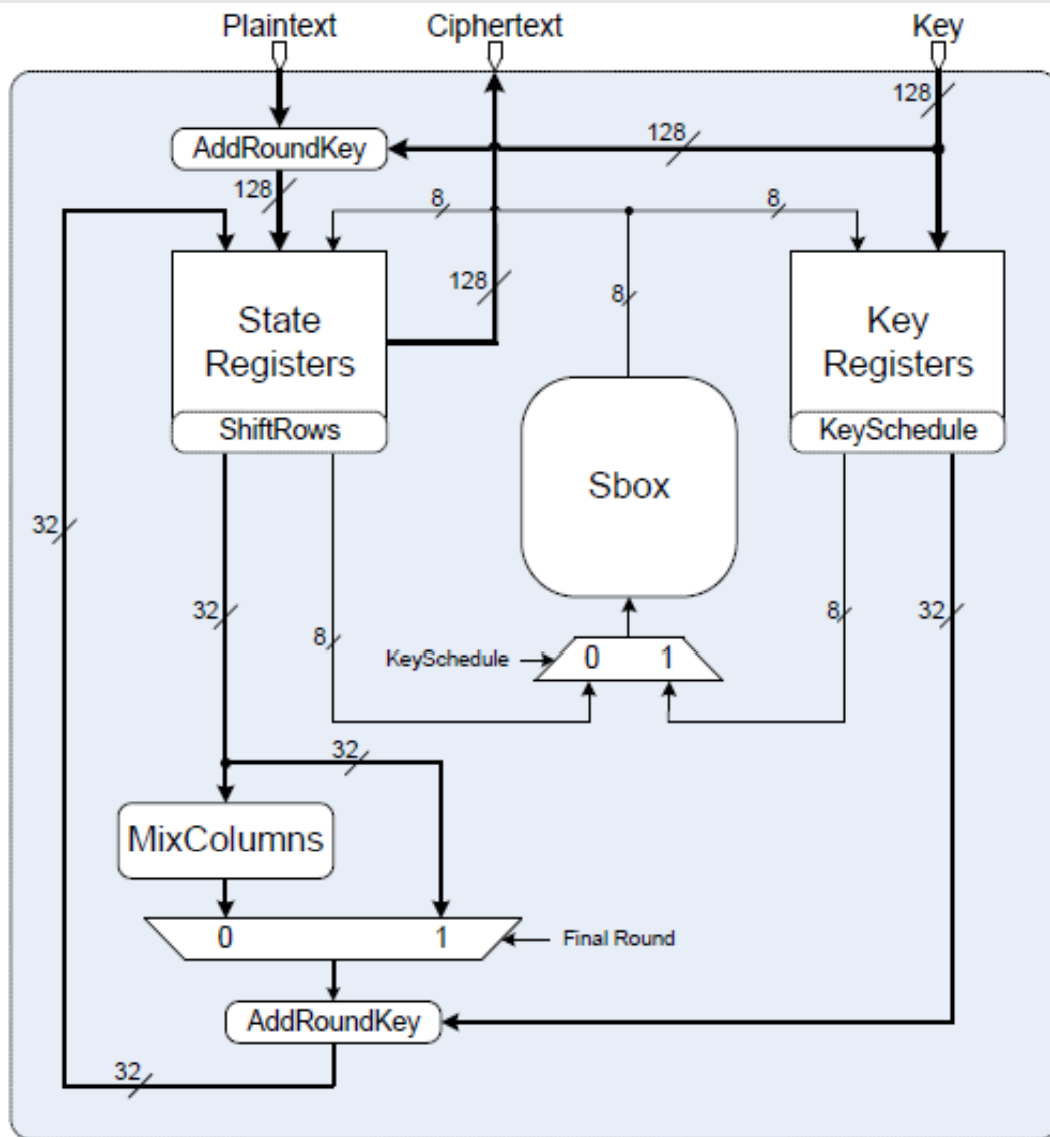 Plaintext
Ciphertext
Key
128
AddRoundKey
128
128
8
8
State
Registers
128
8
Key
Registers
ShiftRows
KeySchedule
Sbox
32
32
8
8
32
KeySchedule
0
1
32
MixColumns
0
1
Final Round
AddRoundKey
32